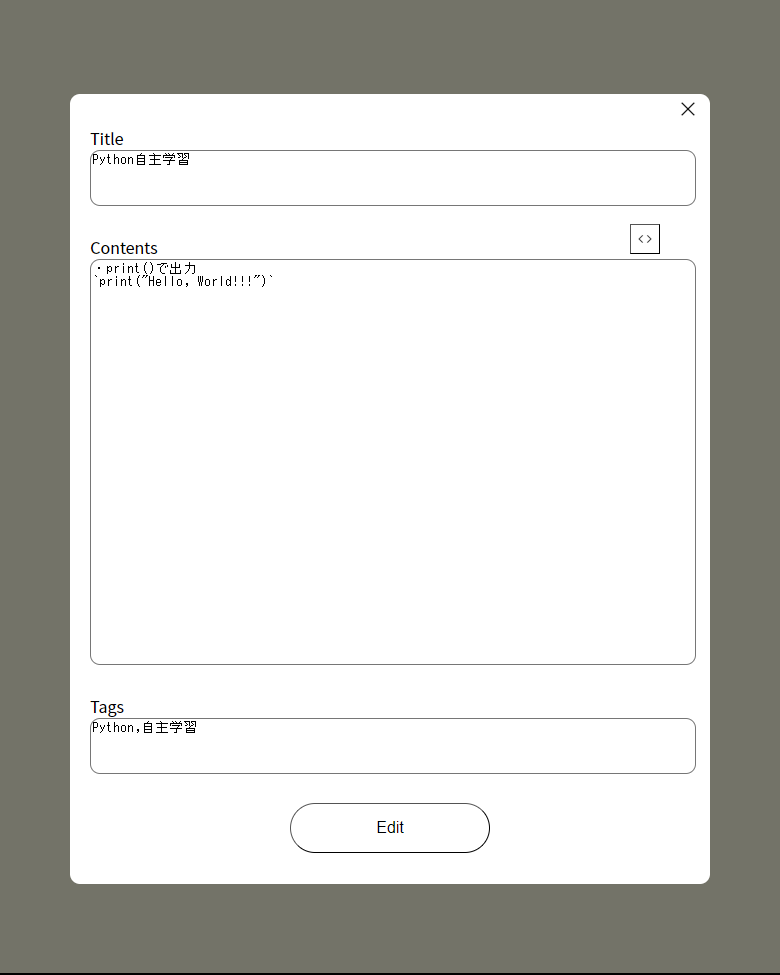 Title
Python自主学習
<>
Contents
・print()で出力
`print("Hello, World!!!")`
Tags
Python,自主学習
Edit